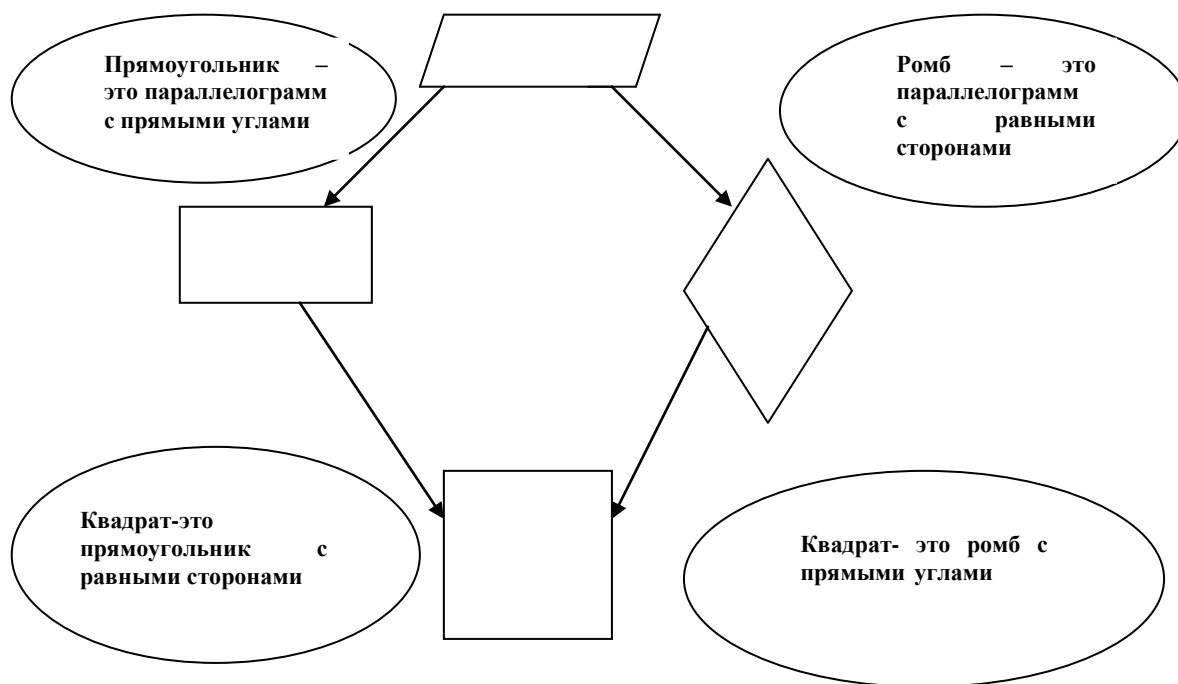 Прямоугольник –
это параллелограмм
с прямыми углами
Ромб – это
параллелограмм
с равными
сторонами
Квадрат-это
прямоугольник с
равными сторонами
Квадрат- это ромб с
прямыми углами